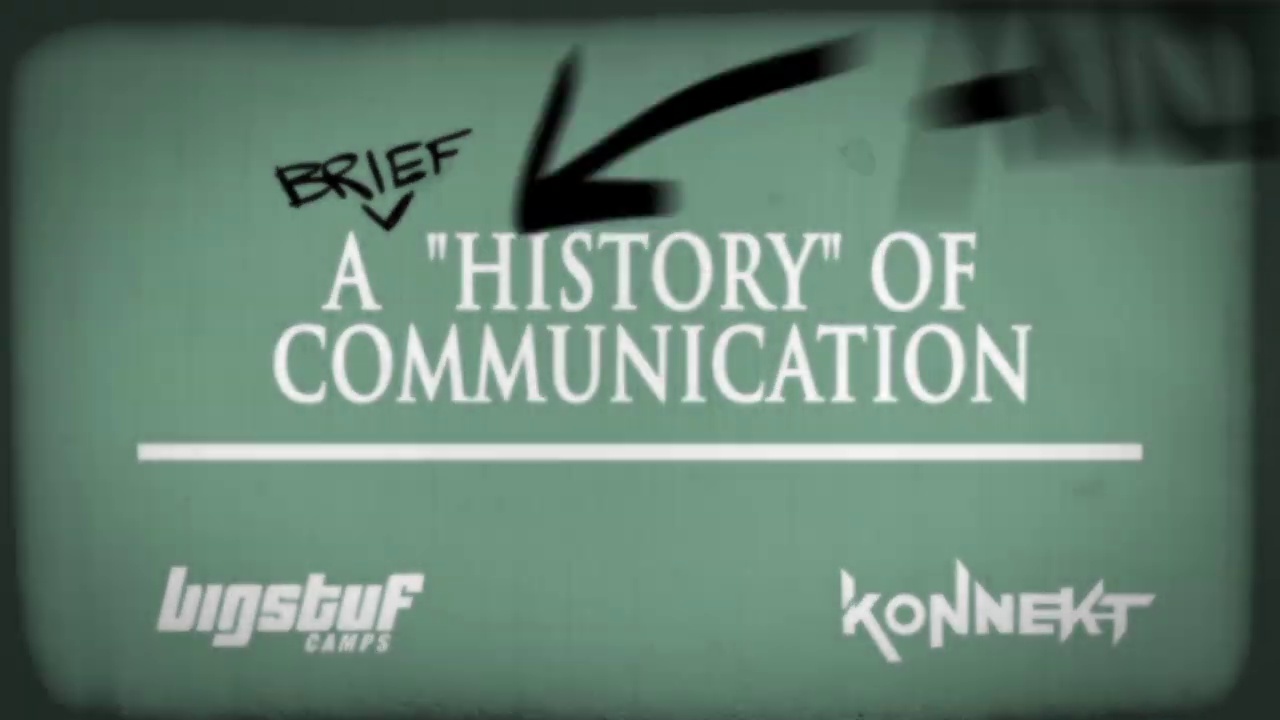 BRIEF
A "HISTORY" OF
COMMUNICATION
bigstuf
CAMPS
KONNEKT